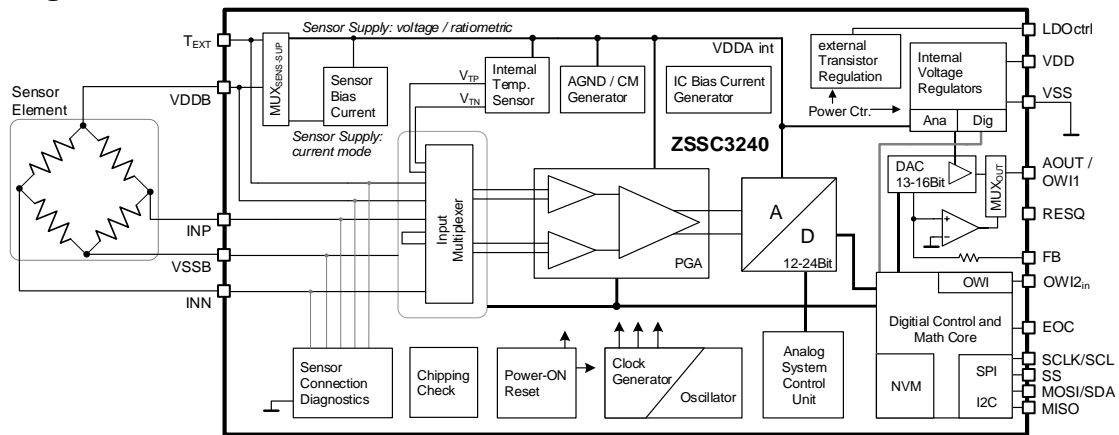 Sensor Supply: voltage / ratiometric
TEXT
VDDB
Sensor
Element
INP
VSSB
INN
MUXSENS-SUP
Sensor
Bias
Current
Sensor Supply:
current mode
VTP
VTN
Internal
Temp.
Sensor
AGND / CM
Generator
IC Bias Current
Generator
VDDA int
ZSSC3240
external
Transistor
Regulation
Power Ctr.
Internal
Voltage
Regulators
Ana
Dig
LDOctrl
VDD
VSS
AOUT /
OWI1
RESQ
FB
OWI2in
EOC
SCLK/SCL
SS
MOSI/SDA
MISO
DAC
13-16Bit
MUXOUT
+
-
Input
Multiplexer
PGA
A
D
12-24Bit
OWI
Digitial Control and
Math Core
NVM
SPI
I2C
Sensor
Connection
Diagnostics
Chipping
Check
Power-ON
Reset
Clock
Generator
Oscillator
Analog
System
Control
Unit